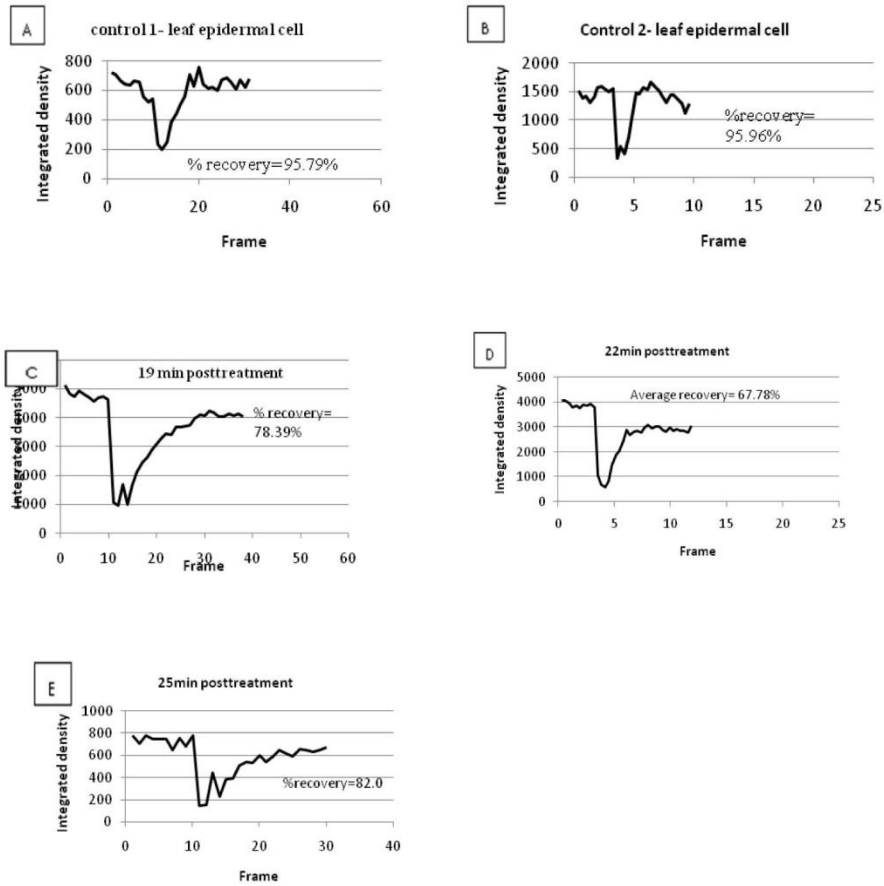 A
control 1- leaf epidermal cell
Integrated density
800
600
400
200
0
% recovery=95.79%
0 20 40 60
Frame
B
Control 2- leaf epidermal cell
Integrated density
2000
1500
1000
500
0
%recovery=
95.96%
0 5 10 15 20 25
Frame
C
19 min posttreatment
Integrated density
000
4000
3000
2000
1000
0
% recovery=
78.39%
0 10 20 30 40 50 60
Frame
D
22min posttreatment
Integrated density
5000
4000
3000
2000
1000
0
Average recovery= 67.78%
0 5 10 15 20 25
Frame
E
25min posttreatment
Integrated density
1000
800
600
400
200
0
%recovery=82.0
0 10 20 30 40
Frame